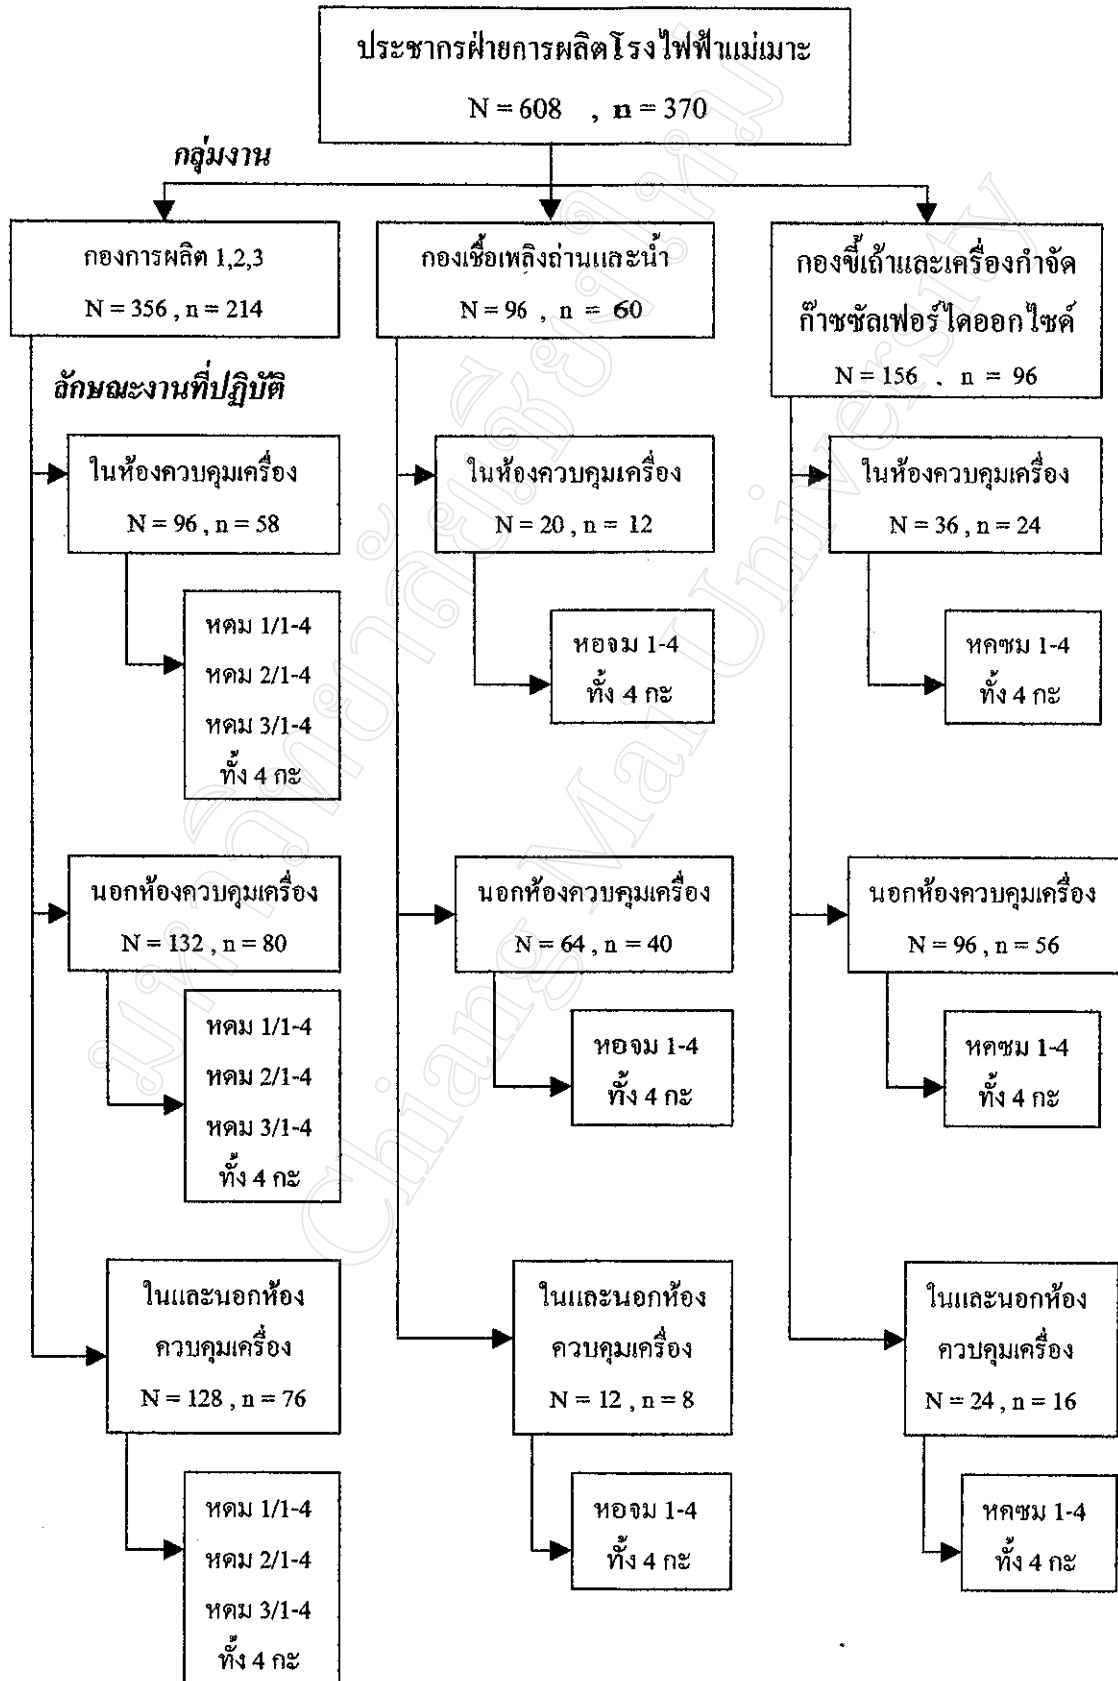 ประชากรฝ่ายการผลิตโรงไฟฟ้าแม่เมาะ
N = 608 , n = 370
กลุ่มงาน
กองการผลิต 1,2,3
N = 356 , n = 214
กองเชื้อเพลิงถ่านและน้ำ
N = 96 , n = 60
กองขี้เถ้าและเครื่องกำจัด
ก๊าซซัลเฟอร์ไดออกไซด์
N = 156 , n = 96
ลักษณะงานที่ปฏิบัติ
ในห้องควบคุมเครื่อง
N = 96 , n = 58
ในห้องควบคุมเครื่อง
N = 20 , n = 12
ในห้องควบคุมเครื่อง
N = 36 , n = 24
หดม 1/1-4
หดม 2/1-4
หดม 3/1-4
ทั้ง 4 กะ
หอจม 1-4
ทั้ง 4 กะ
หคซม 1-4
ทั้ง 4 กะ
นอกห้องควบคุมเครื่อง
N = 132 , n = 80
นอกห้องควบคุมเครื่อง
N = 64 , n = 40
นอกห้องควบคุมเครื่อง
N = 96 , n = 56
หดม 1/1-4
หดม 2/1-4
หดม 3/1-4
ทั้ง 4 กะ
หอจม 1-4
ทั้ง 4 กะ
หคซม 1-4
ทั้ง 4 กะ
ในและนอกห้อง
ควบคุมเครื่อง
N = 128 , n = 76
ในและนอกห้อง
ควบคุมเครื่อง
N = 12 , n = 8
ในและนอกห้อง
ควบคุมเครื่อง
N = 24 , n = 16
หดม 1/1-4
หดม 2/1-4
หดม 3/1-4
ทั้ง 4 กะ
หอจม 1-4
ทั้ง 4 กะ
หคซม 1-4
ทั้ง 4 กะ
มหาวิทยาลัยเชียงใหม่
Chiang Mai University